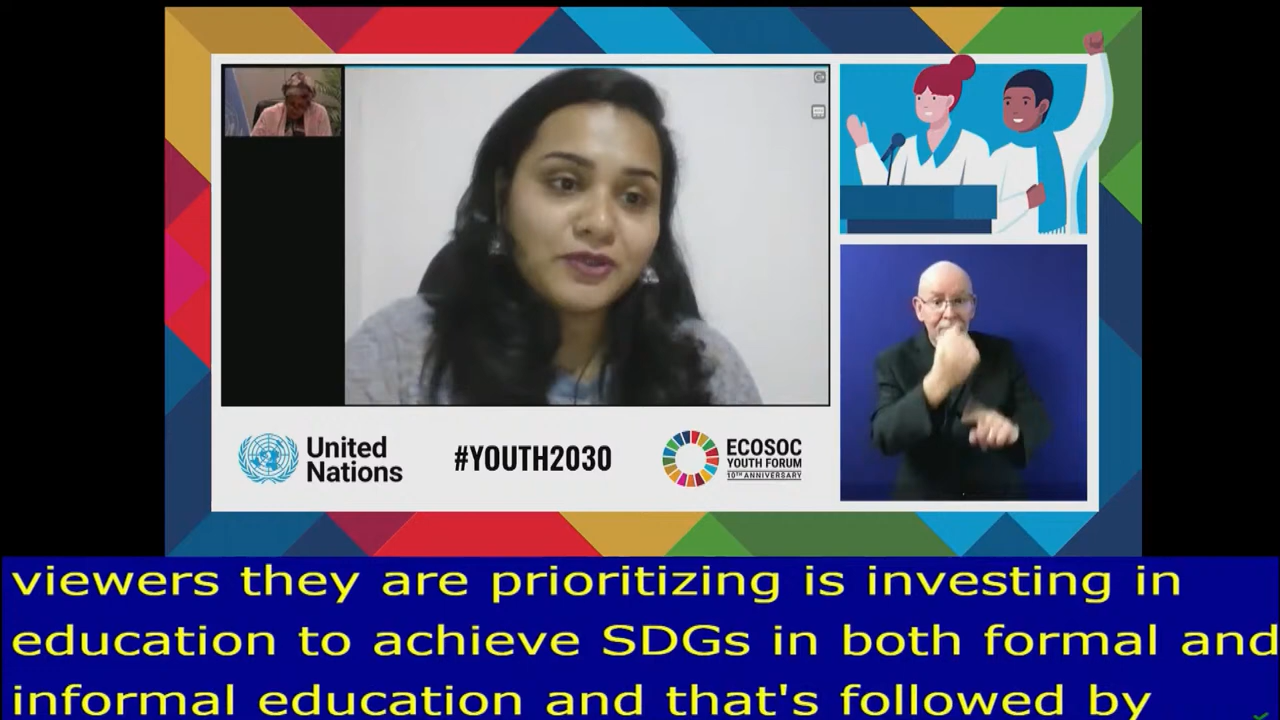 United
Nations
#YOUTH2030
ECOSOC
YOUTH FORUM
10TH ANNIVERSARY
viewers they are prioritizing is investing in
education to achieve SDGs in both formal and
informal education and that's followed by